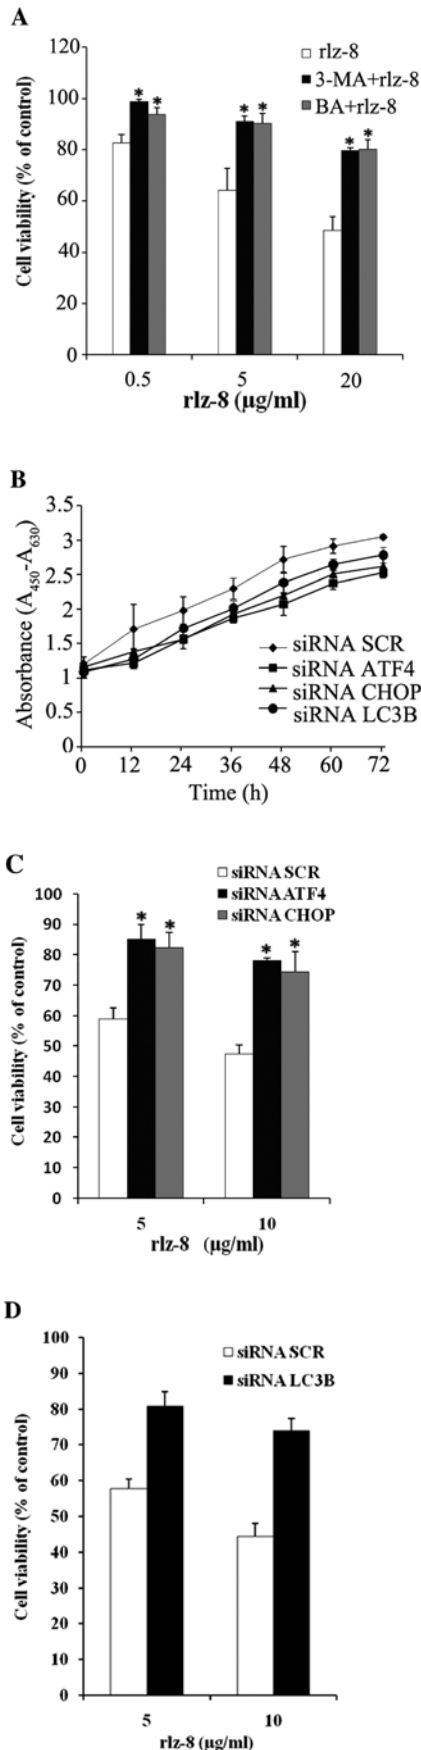 A
Cell viability (% of control)
120
100
80
60
40
20
0
rlz-8
3-MA+rlz-8
BA+rlz-8
* *
* *
* *
0.5 5 20
rlz-8 (μg/ml)
B
Absorbance (A450-A630)
3.5
3
2.5
2
1.5
1
0.5
0
siRNA SCR
siRNA ATF4
siRNA CHOP
siRNA LC3B
0 12 24 36 48 60 72
Time (h)
C
siRNA SCR
siRNA ATF4
siRNA CHOP
Cell viability (% of control)
100
90
80
70
60
50
40
30
20
10
0
* *
* *
5 10
rlz-8 (μg/ml)
D
Cell viability (% of control)
100
90
80
70
60
50
40
30
20
10
0
siRNA SCR
siRNA LC3B
5 10
rlz-8 (μg/ml)